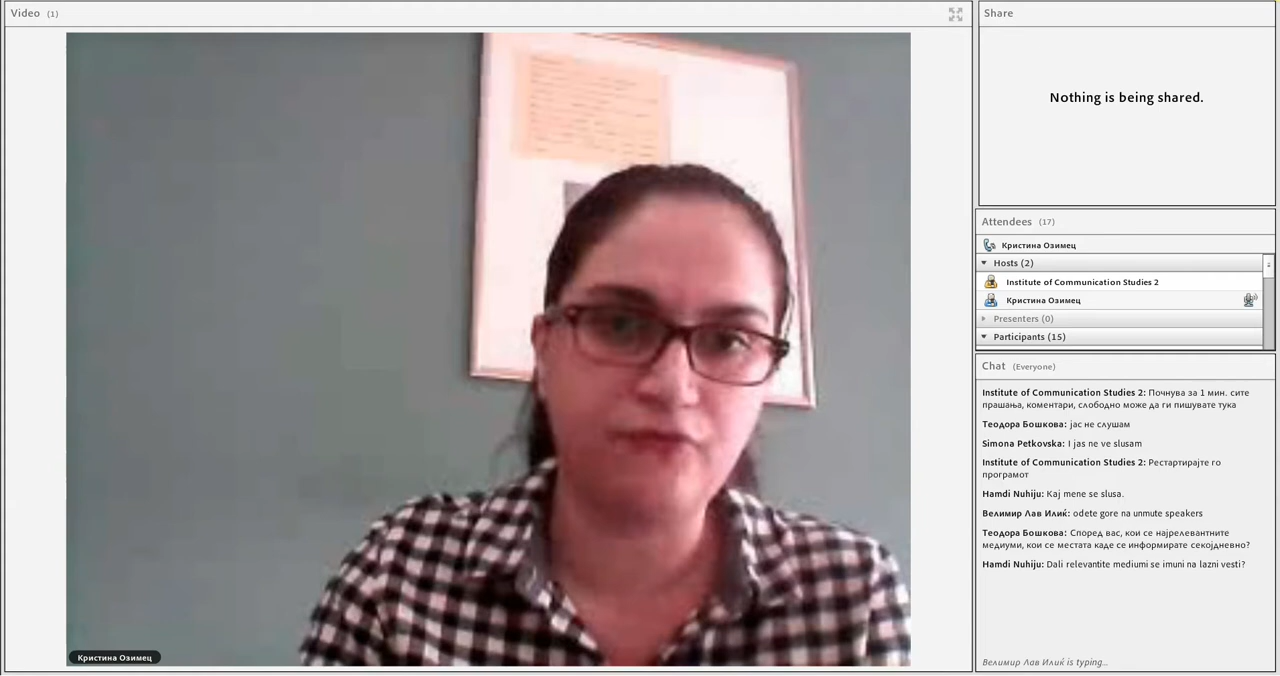 Video (1)
Кристина Озимец
Share
Nothing is being shared.
Attendees (17)
Кристина Озимец
Hosts (2)
Institute of Communication Studies 2
Кристина Озимец
Presenters (0)
Participants (15)
Chat (Everyone)
Institute of Communication Studies 2: Почнува за 1 мин. сите
прашања, коментари, слободно може да ги пишувате тука
Теодора Бошкова: јас не слушам
Simona Petkovska: I jas ne ve slusam
Institute of Communication Studies 2: Рестартирајте го
програмот
Hamdi Nuhiju: Kaj mene se slusa.
Велимир Лав Илиќ: odete gore na unmute speakers
Теодора Бошкова: Според вас, кои се најрелевантните
медиуми, кои се местата каде се информирате секојдневно?
Hamdi Nuhiju: Dali relevantite mediumi se imuni na lazni vesti?
Велимир Лав Илиќ is typing...